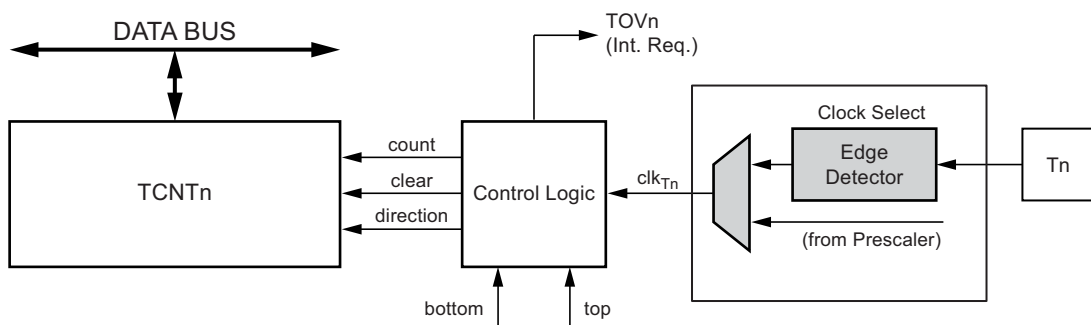 DATA BUS
TOVn
(Int. Req.)
TCNTn
count
clear
direction
Control Logic
clkTn
Clock Select
Edge
Detector
(from Prescaler)
Tn
bottom
top